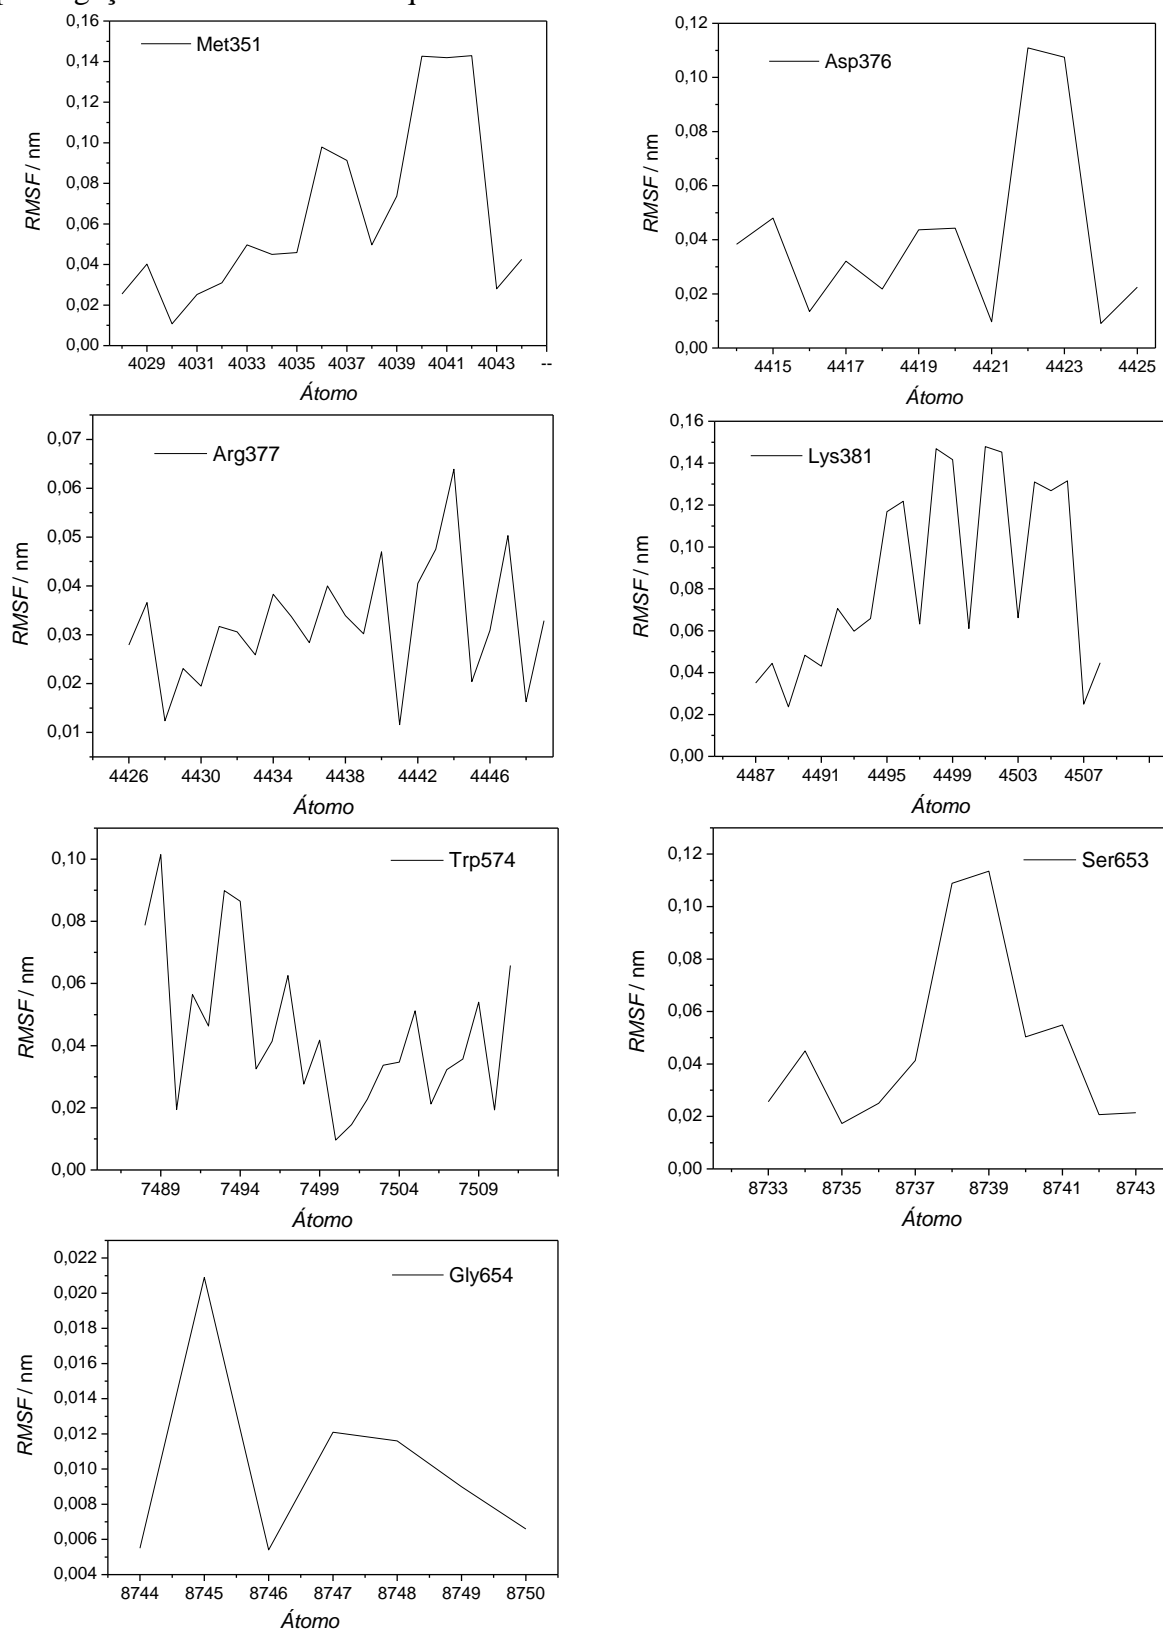 Met351
0,16
0,14
0,12
0,10
0,08
0,06
0,04
0,02
0,00
RMSF / nm
4029 4031 4033 4035 4037 4039 4041 4043 --
Átomo
Asp376
0,12
0,10
0,08
0,06
0,04
0,02
0,00
RMSF / nm
4415 4417 4419 4421 4423 4425
Átomo
Arg377
0,07
0,06
0,05
0,04
0,03
0,02
0,01
RMSF / nm
4426 4430 4434 4438 4442 4446
Átomo
Lys381
0,16
0,14
0,12
0,10
0,08
0,06
0,04
0,02
0,00
RMSF / nm
4487 4491 4495 4499 4503 4507
Átomo
Trp574
0,10
0,08
0,06
0,04
0,02
0,00
RMSF / nm
7489 7494 7499 7504 7509
Átomo
Ser653
0,12
0,10
0,08
0,06
0,04
0,02
0,00
RMSF / nm
8733 8735 8737 8739 8741 8743
Átomo
Gly654
0,022
0,020
0,018
0,016
0,014
0,012
0,010
0,008
0,006
0,004
RMSF / nm
8744 8745 8746 8747 8748 8749 8750
Átomo